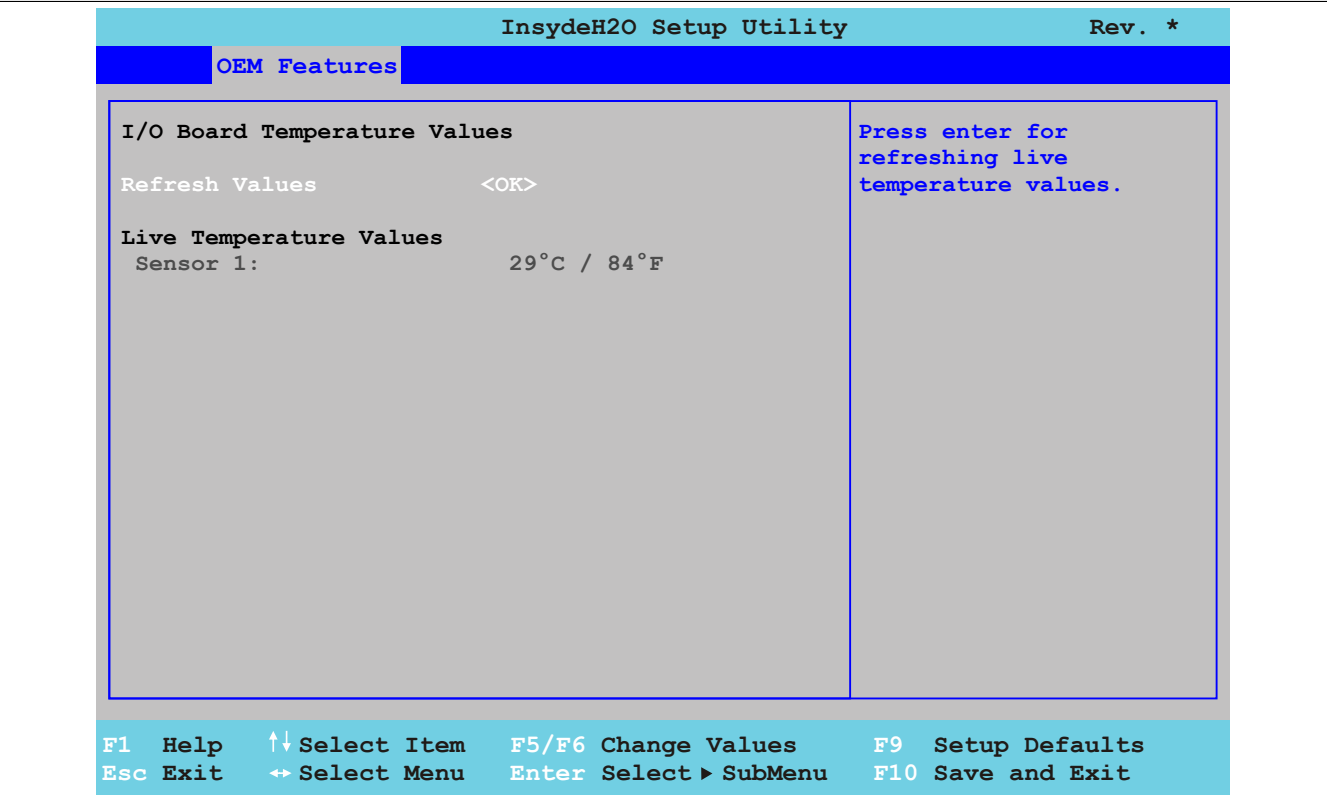 InsydeH2O Setup Utility Rev. *
OEM Features
I/O Board Temperature Values
Refresh Values <OK>
Live Temperature Values
Sensor 1: 29°C / 84°F
Press enter for
refreshing live
temperature values.
F1 Help ↑↓ Select Item F5/F6 Change Values F9 Setup Defaults
Esc Exit ↔ Select Menu Enter Select ▶ SubMenu F10 Save and Exit